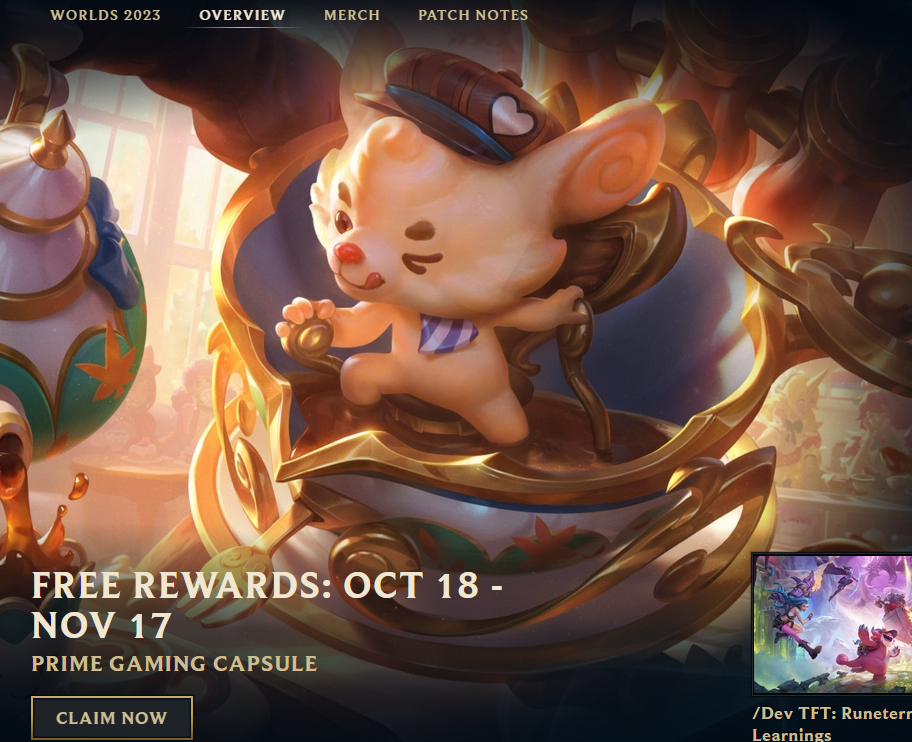 WORLDS 2023 OVERVIEW MERCH PATCH NOTES
FREE REWARDS: OCT 18 -
NOV 17
PRIME GAMING CAPSULE
CLAIM NOW
/Dev TFT: Runeterr
Learnings